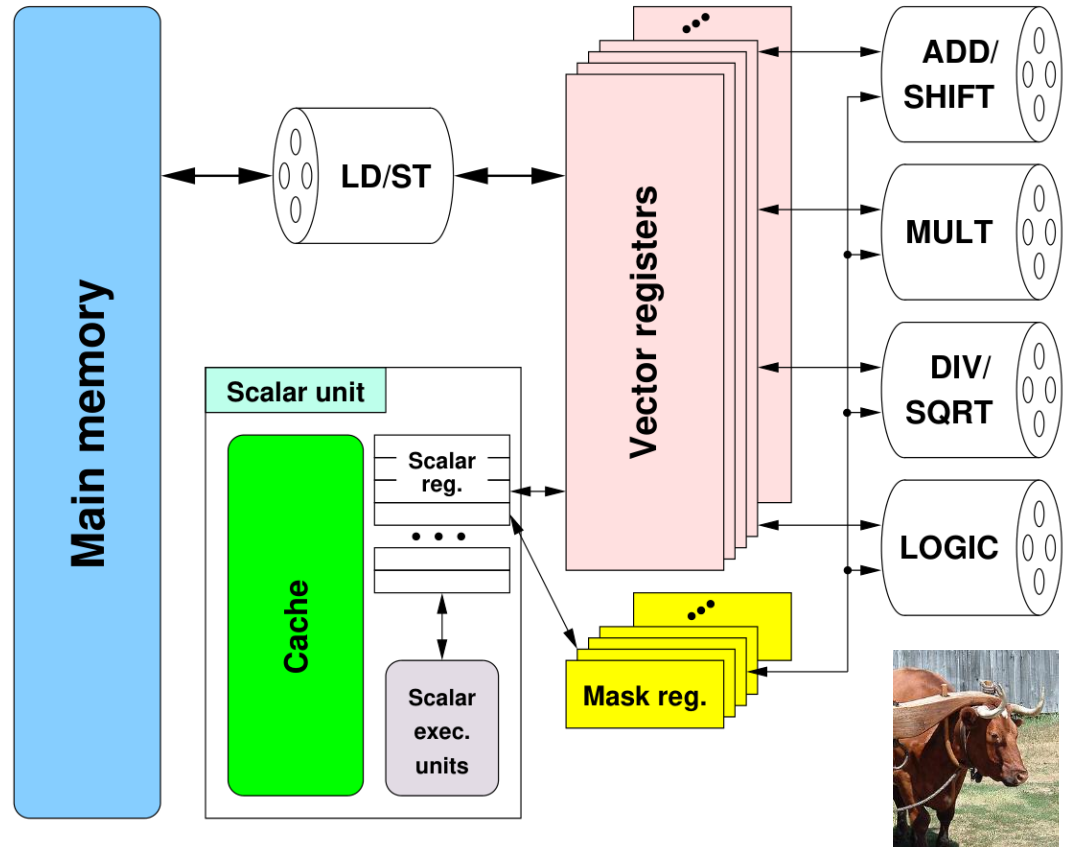 Main memory
LD/ST
Vector registers
ADD/
SHIFT
MULT
DIV/
SQRT
LOGIC
Scalar unit
Cache
Scalar
reg.
Scalar
exec.
units
Mask reg.